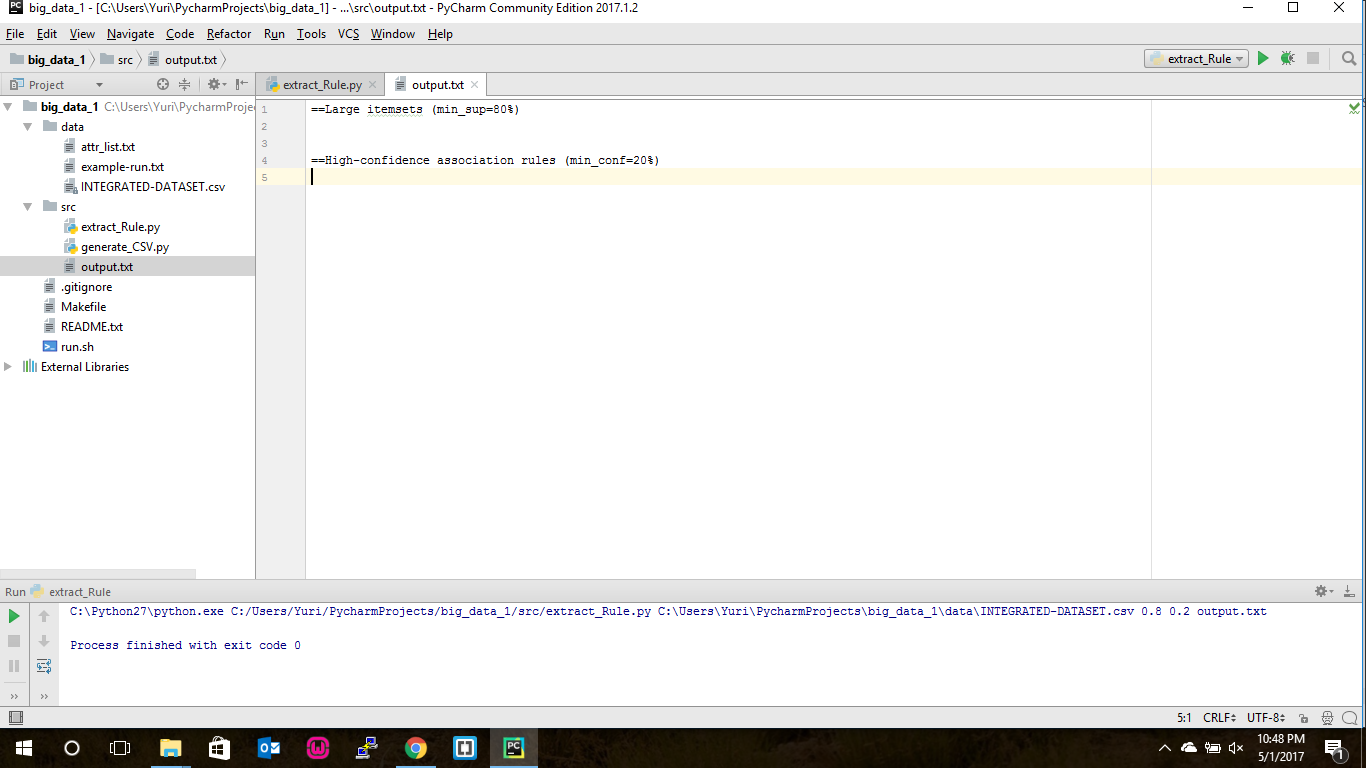 big_data_1 - [C:\Users\Yuri\PycharmProjects\big_data_1] - ...\src\output.txt - PyCharm Community Edition 2017.1.2
File Edit View Navigate Code Refactor Run Tools VCS Window Help
big_data_1 src output.txt extract_Rule
Project extract_Rule.py output.txt
big_data_1 C:\Users\Yuri\PycharmProje
data
attr_list.txt
example-run.txt
INTEGRATED-DATASET.csv
src
extract_Rule.py
generate_CSV.py
output.txt
.gitignore
Makefile
README.txt
run.sh
External Libraries
1 ==Large itemsets (min_sup=80%)
2
3
4 ==High-confidence association rules (min_conf=20%)
5
Run extract_Rule
C:\Python27\python.exe C:/Users/Yuri/PycharmProjects/big_data_1/src/extract_Rule.py C:\Users\Yuri\PycharmProjects\big_data_1\data\INTEGRATED-DATASET.csv 0.8 0.2 output.txt
Process finished with exit code 0
5:1 CRLF UTF-8
PC
10:48 PM
5/1/2017
1